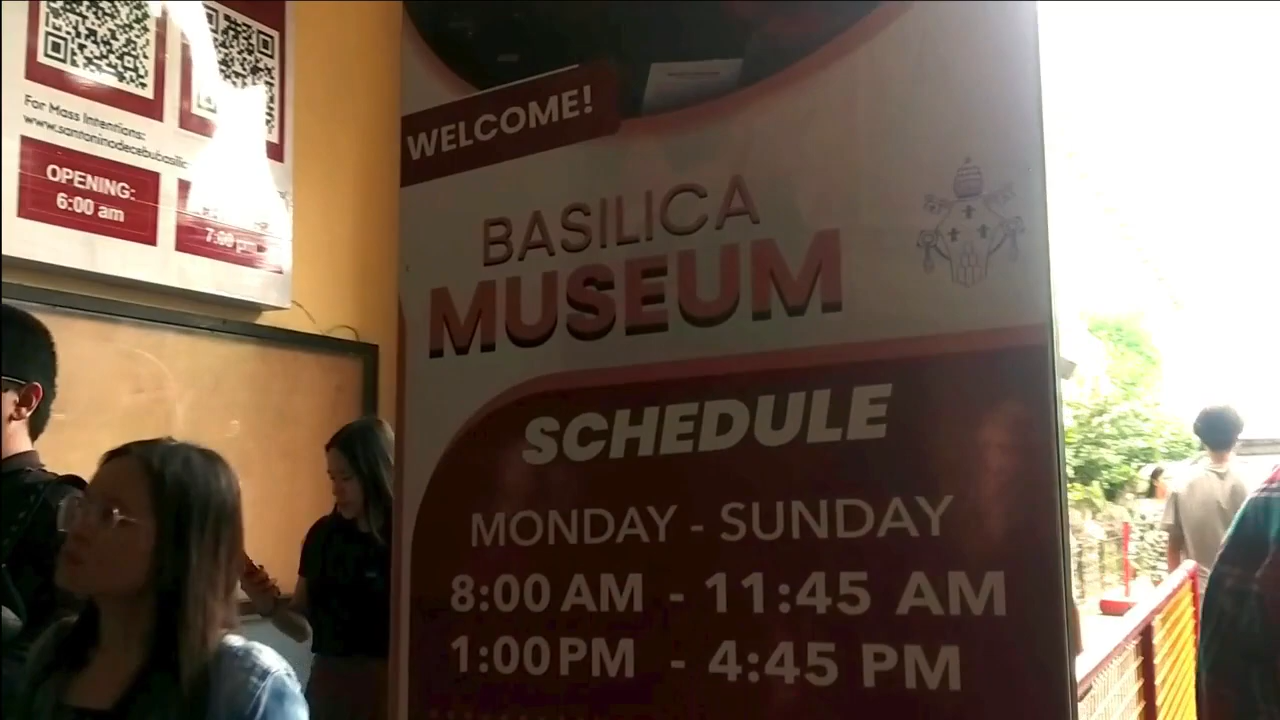 For Mass Intentions:
www.santoninodecebubasilic
OPENING:
6:00 am
7:00 pm
WELCOME!
BASILICA
MUSEUM
SCHEDULE
MONDAY - SUNDAY
8:00 AM - 11:45 AM
1:00 PM - 4:45 PM